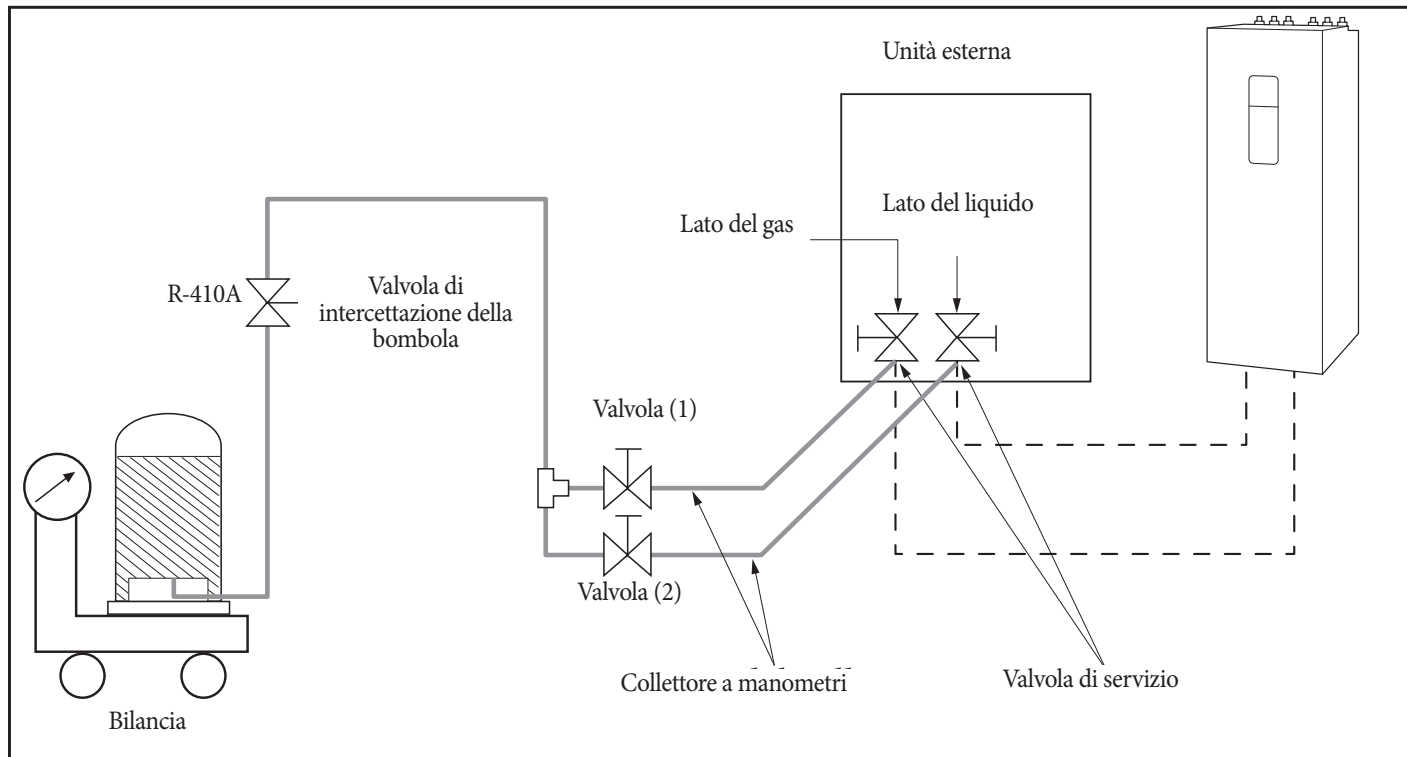 Unità esterna
Lato del liquido
Lato del gas
R-410A
Valvola di
intercettazione della
bombola
Valvola (1)
Valvola (2)
Collettore a manometri
Valvola di servizio
Bilancia